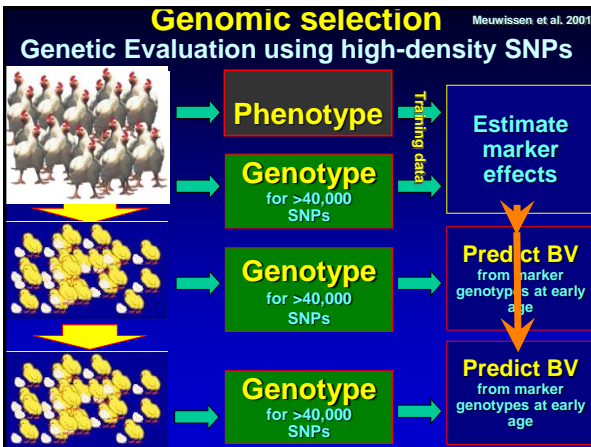 Genomic selection
Meuwissen et al. 2001
Genetic Evaluation using high-density SNPs
Phenotype
Training data
Estimate
marker
effects
Genotype
for >40,000
SNPs
Genotype
for >40,000
SNPs
Predict BV
from marker
genotypes at early
age
Genotype
for >40,000
SNPs
Predict BV
from marker
genotypes at early
age